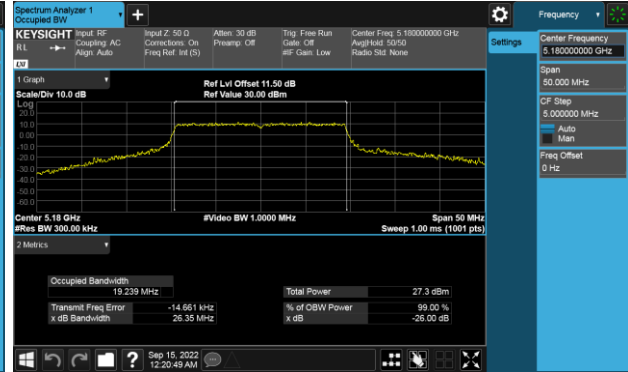 Spectrum Analyzer 1
Occupied BW
+
Frequency
KEYSIGHT
RL
Input: RF
Coupling: AC
Align: Auto
Input Z: 50 Ω
Corrections: On
Freq Ref: Int (S)
Atten: 30 dB
Preamp: Off
Trig: Free Run
Gate: Off
#IF Gain: Low
Center Freq: 5.180000000 GHz
Avg|Hold: 50/50
Radio Std: None
LXI
Settings
Center Frequency
5.180000000 GHz
Span
50.000 MHz
CF Step
5.000000 MHz
Auto
Man
Freq Offset
0 Hz
1 Graph
Scale/Div 10.0 dB
Ref Lvl Offset 11.50 dB
Ref Value 30.00 dBm
Log
20.0
10.0
0.00
-10.0
-20.0
-30.0
-40.0
-50.0
-60.0
Center 5.18 GHz
#Video BW 1.0000 MHz
Span 50 MHz
#Res BW 300.00 kHz
Sweep 1.00 ms (1001 pts)
2 Metrics
Occupied Bandwidth
19.239 MHz
Total Power 27.3 dBm
Transmit Freq Error -14.661 kHz
% of OBW Power 99.00 %
x dB Bandwidth 26.35 MHz
x dB -26.00 dB
?
Sep 15, 2022
12:20:49 AM